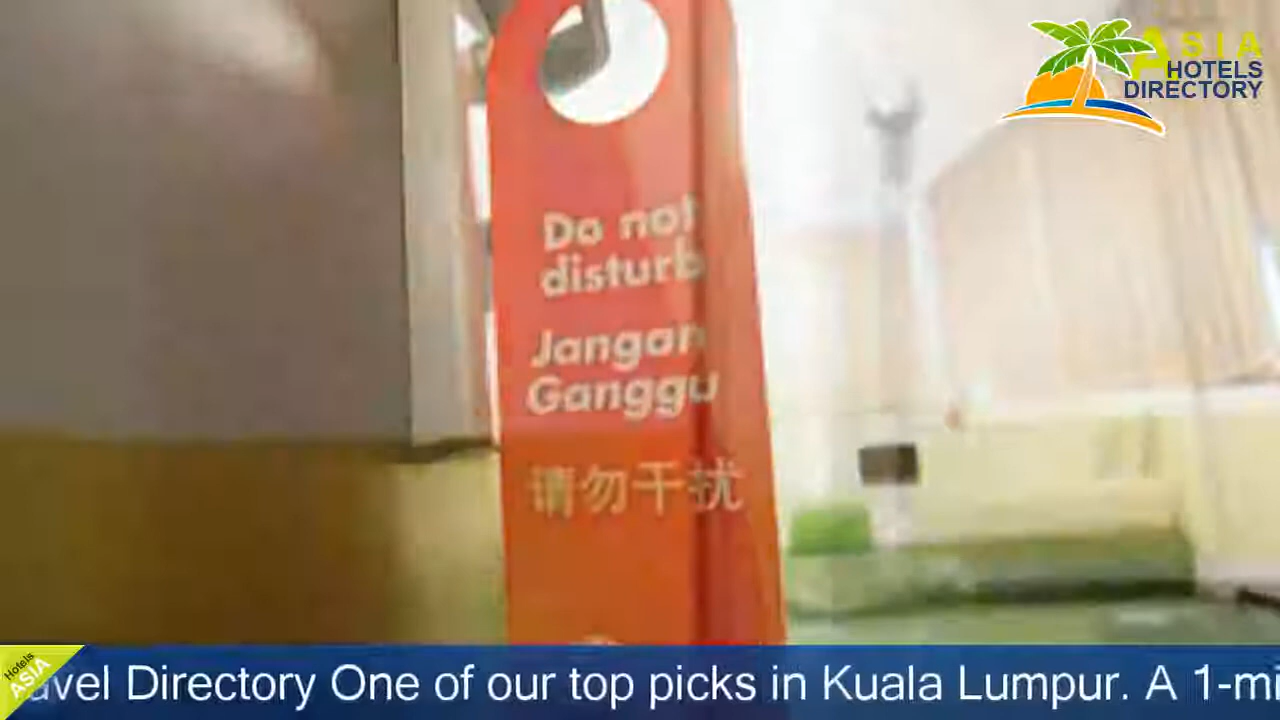 ASIA
HOTELS
DIRECTORY
Do not
disturb
Jangan
Ganggu
请勿干扰
Hotels
ASIA
avel Directory One of our top picks in Kuala Lumpur. A 1-mi